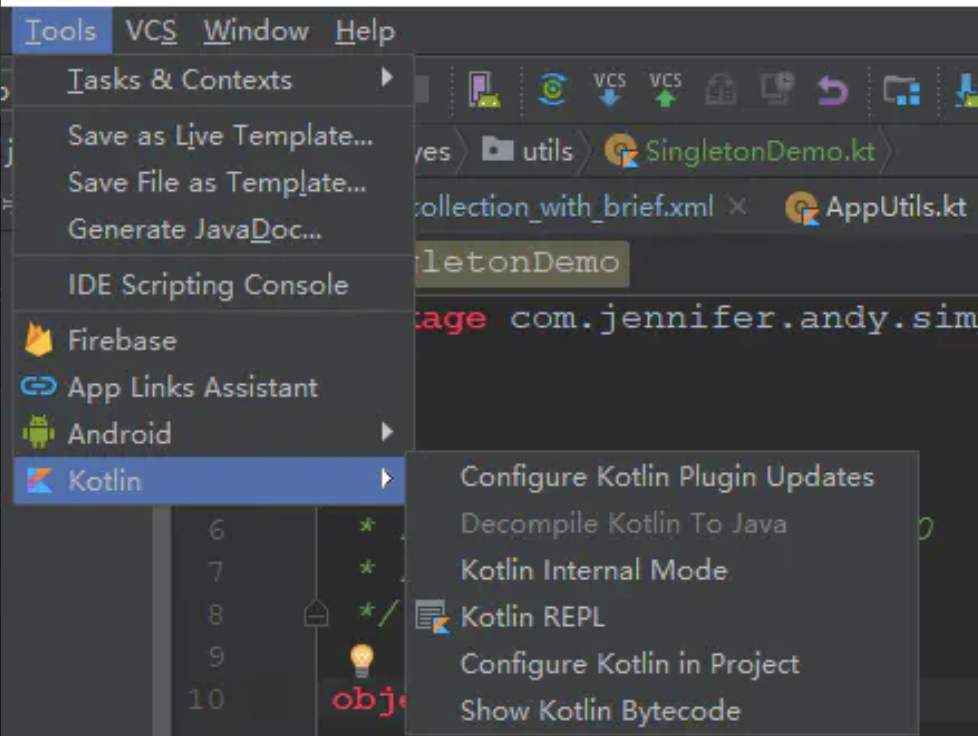 Tools VCS Window Help
Tasks & Contexts
Save as Live Template...
Save File as Template...
Generate JavaDoc...
IDE Scripting Console
Firebase
App Links Assistant
Android
Kotlin
VCS VCS
yes utils SingletonDemo.kt
collection_with_brief.xml AppUtils.kt
gletonDemo
kage com.jennifer.andy.sim
Configure Kotlin Plugin Updates
Decompile Kotlin To Java
Kotlin Internal Mode
Kotlin REPL
Configure Kotlin in Project
Show Kotlin Bytecode
6 *
7 *
8 */
9
10 obje